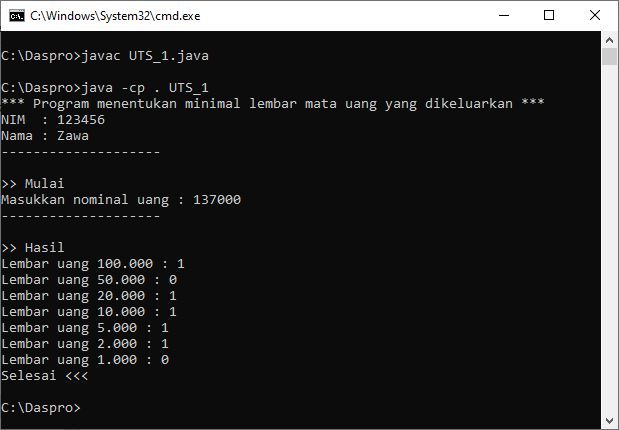 C:\Windows\System32\cmd.exe
C:\Daspro>javac UTS_1.java
C:\Daspro>java -cp . UTS_1
*** Program menentukan minimal lembar mata uang yang dikeluarkan ***
NIM  : 123456
Nama : Zawa
--------------------
>> Mulai
Masukkan nominal uang : 137000
--------------------
>> Hasil
Lembar uang 100.000 : 1
Lembar uang 50.000 : 0
Lembar uang 20.000 : 1
Lembar uang 10.000 : 1
Lembar uang 5.000 : 1
Lembar uang 2.000 : 1
Lembar uang 1.000 : 0
Selesai <<<
C:\Daspro>